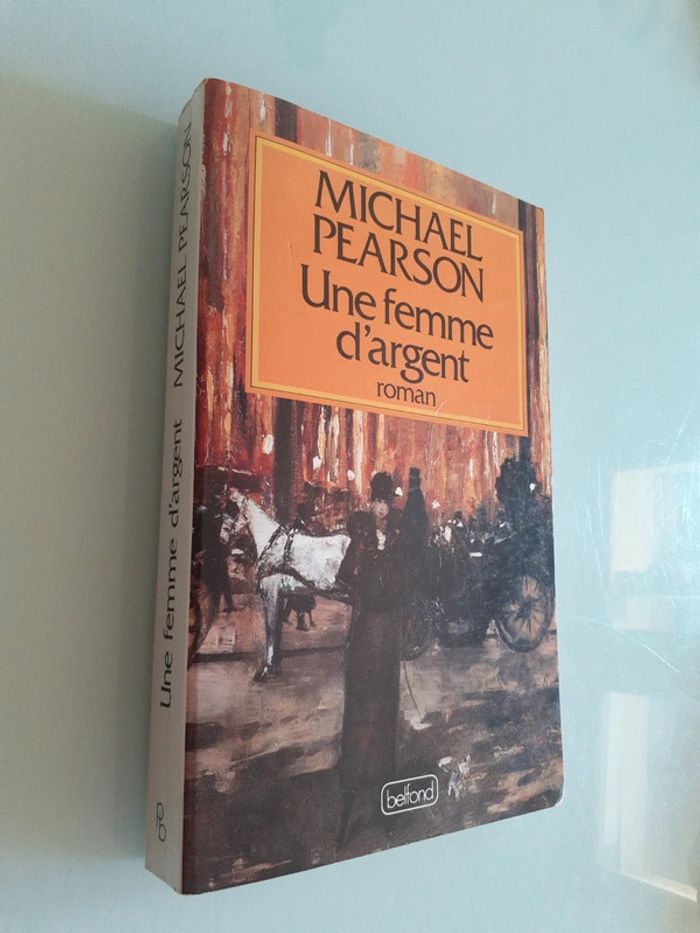 MICHAEL
PEARSON
Une femme
d'argent
roman
belfond
Une femme d'argent MICHAEL PEARSON